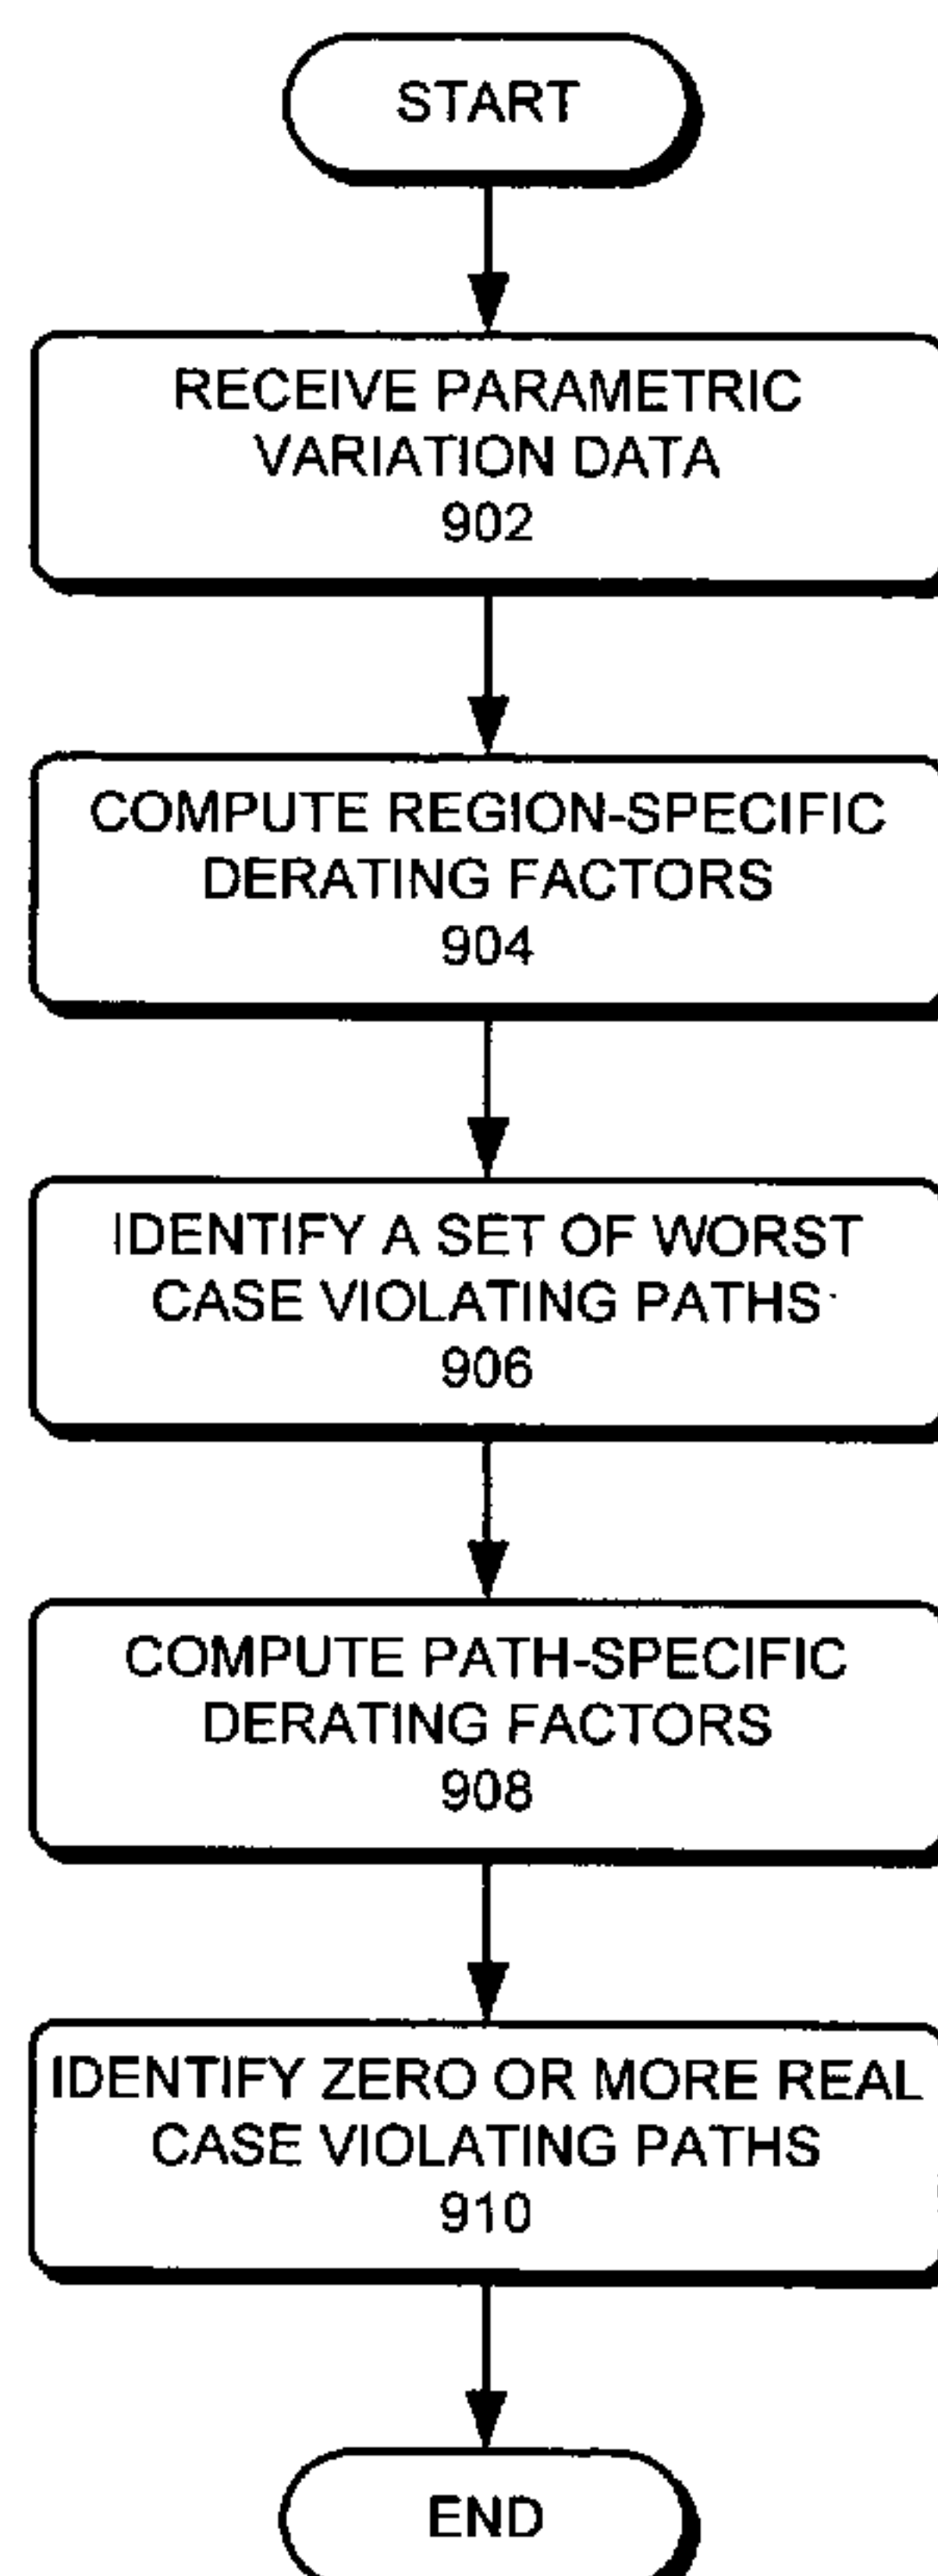 START
RECEIVE PARAMETRIC
VARIATION DATA
902
COMPUTE REGION-SPECIFIC
DERATING FACTORS
904
IDENTIFY A SET OF WORST
CASE VIOLATING PATHS
906
COMPUTE PATH-SPECIFIC
DERATING FACTORS
908
IDENTIFY ZERO OR MORE REAL
CASE VIOLATING PATHS
910
END